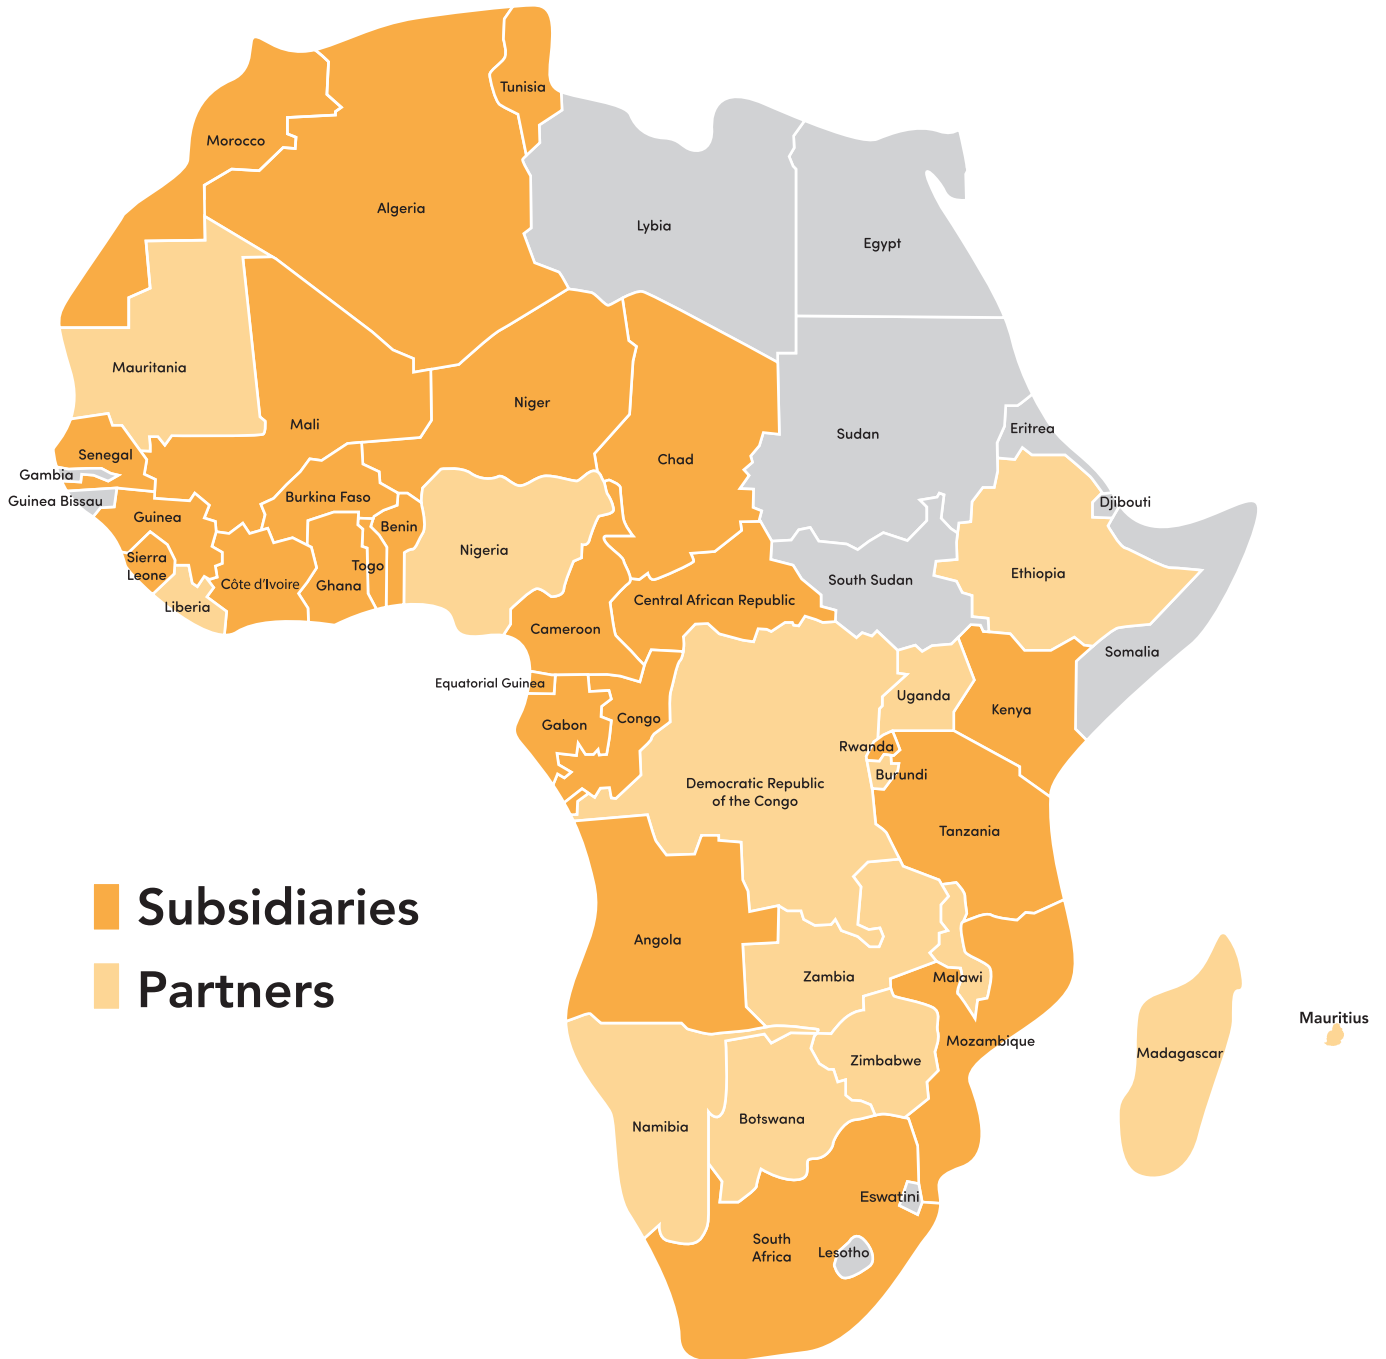 Tunisia
Morocco
Algeria
Lybia
Egypt
Mauritania
Niger
Mali
Eritrea
Sudan
Senegal
Chad
Gambia
Burkina Faso
Guinea Bissau
Djibouti
Guinea
Benin
Nigeria
Sierra
Leone
Togo
Ethiopia
South Sudan
Côte d'Ivoire
Ghana
Central African Republic
Liberia
Cameroon
Somalia
Equatorial Guinea
Uganda
Kenya
Congo
Gabon
Rwanda
Burundi
Democratic Republic
of the Congo
Tanzania
Subsidiaries
Angola
Zambia
Malawi
Partners
Mauritius
Mozambique
Madagascar
Zimbabwe
Botswana
Namibia
Eswatini
South
Africa
Lesotho